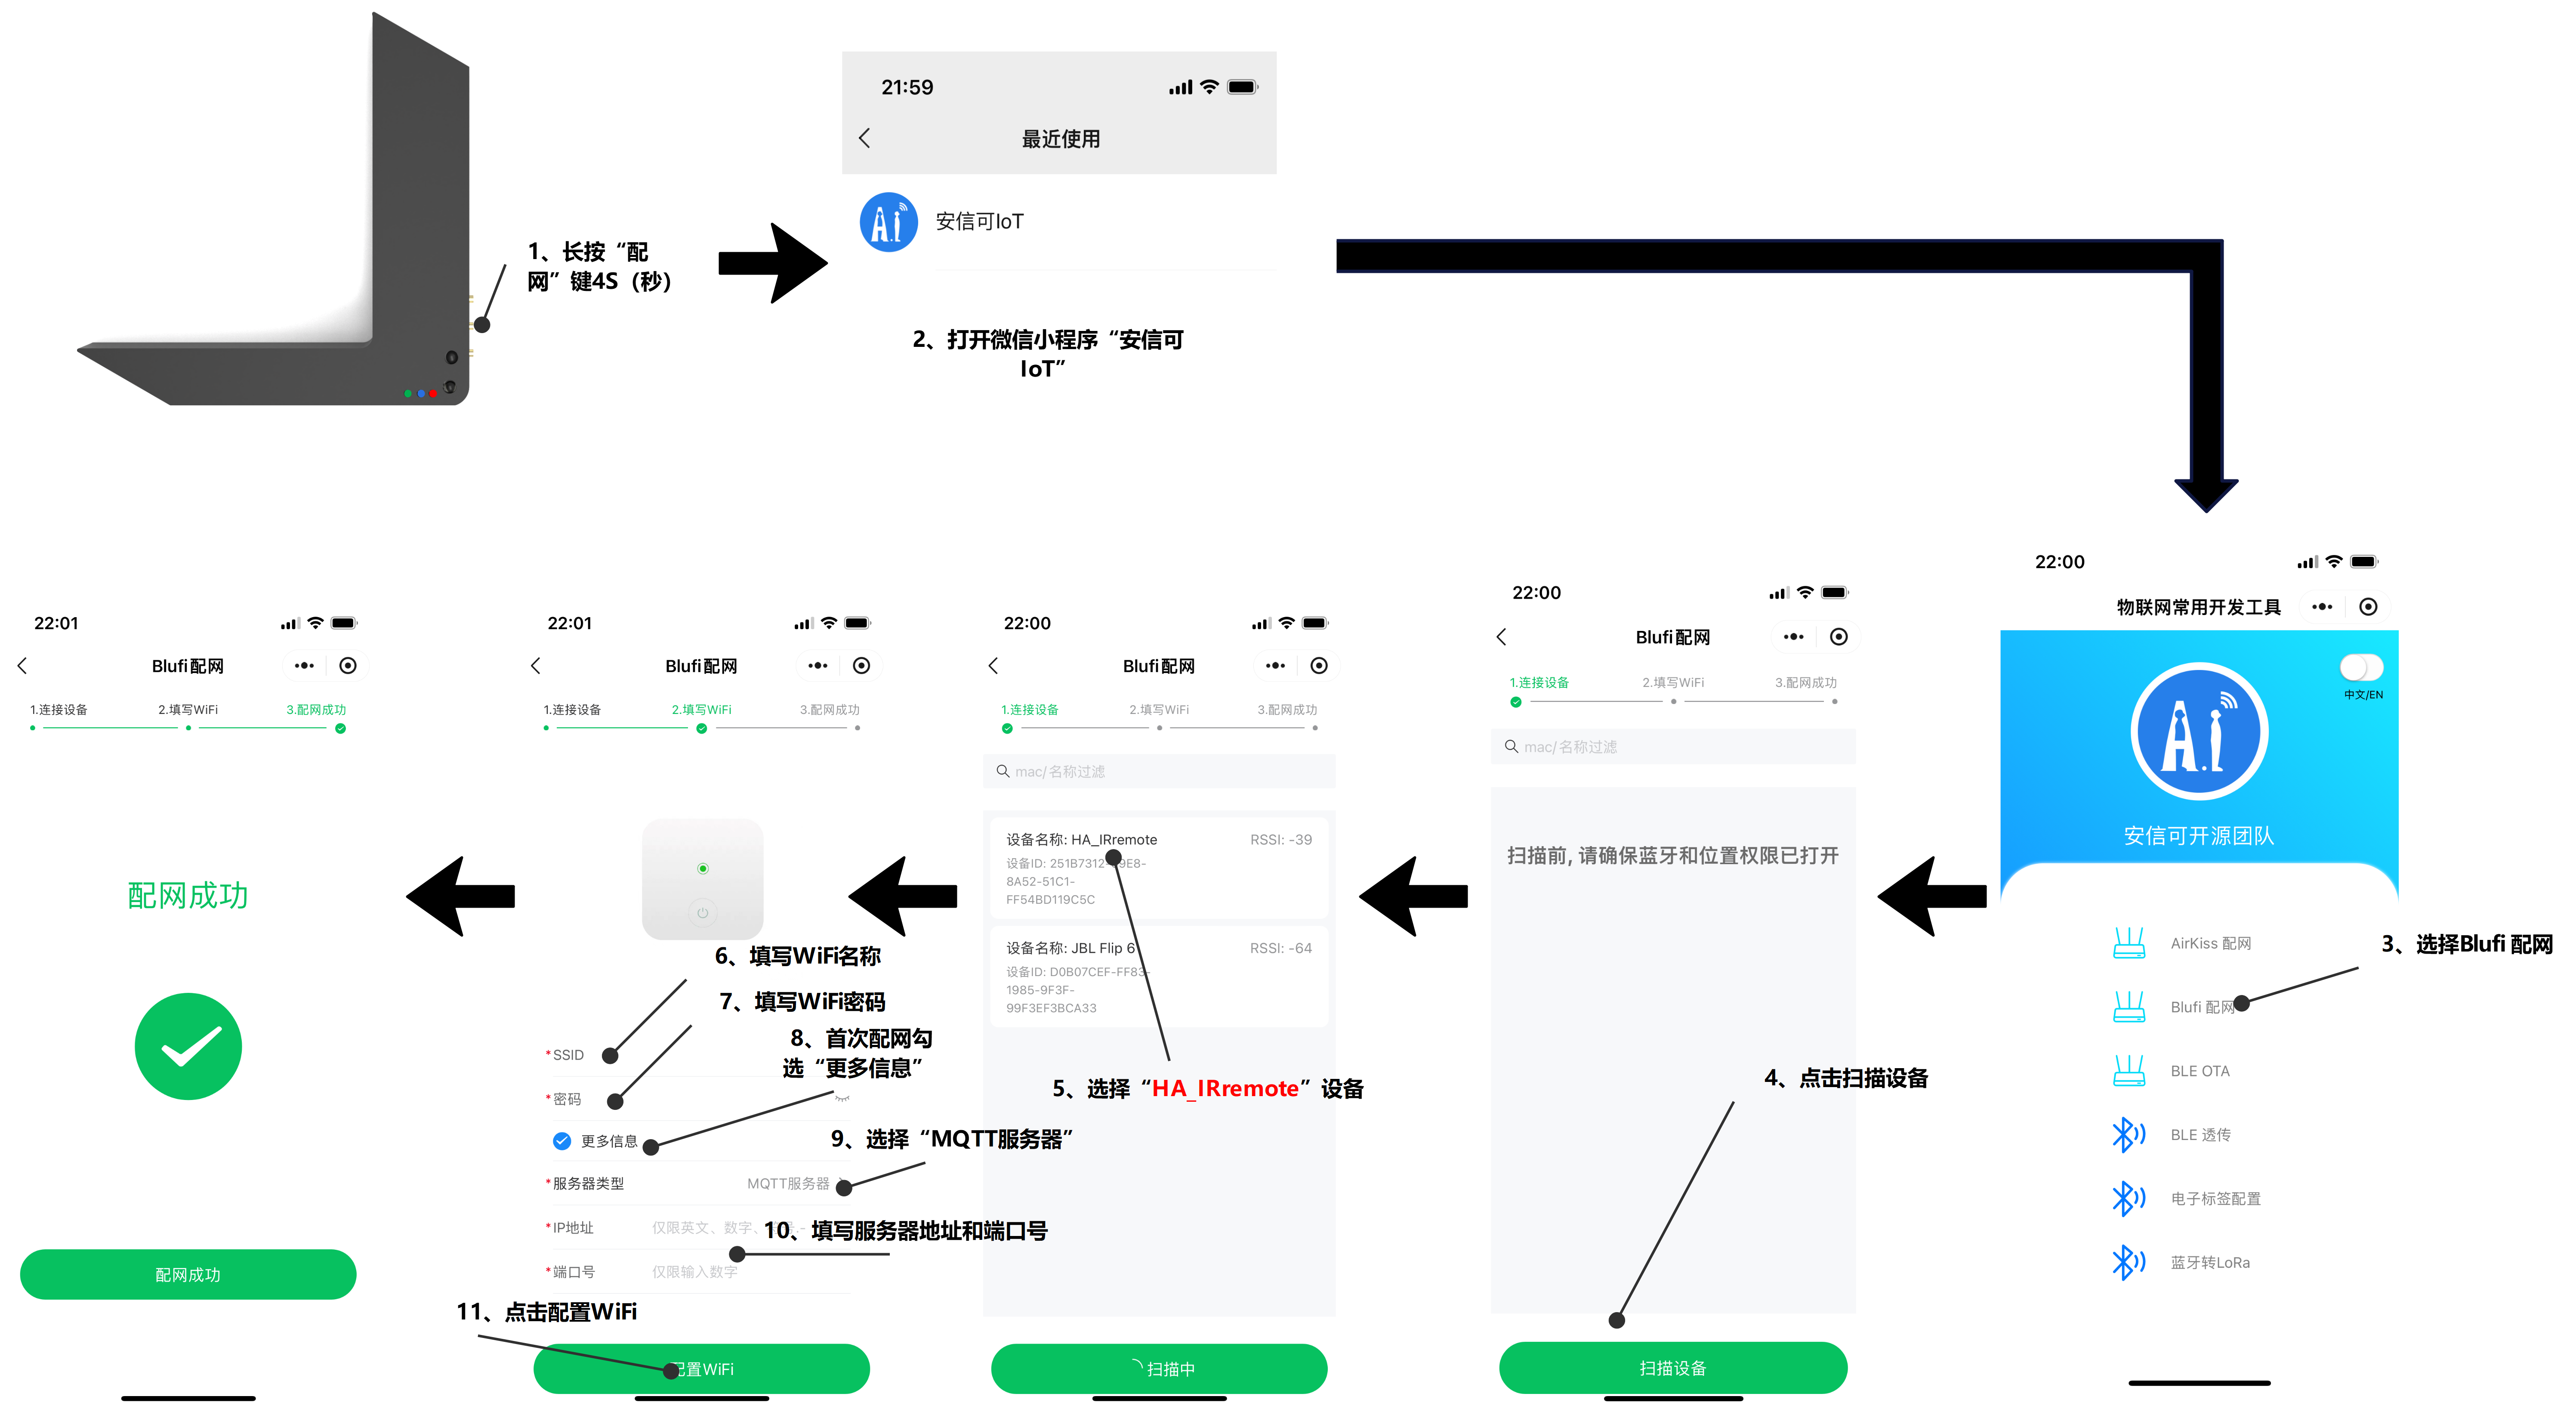 1、长按“配
网”键4S（秒）
21:59
最近使用
安信可IoT
2、打开微信小程序“安信可
IoT”
22:00
物联网常用开发工具
中文/EN
安信可开源团队
AirKiss 配网
Blufi 配网
BLE OTA
BLE 透传
电子标签配置
蓝牙转LoRa
3、选择Blufi 配网
22:00
Blufi配网
1.连接设备 2.填写WiFi 3.配网成功
mac/名称过滤
扫描前,请确保蓝牙和位置权限已打开
4、点击扫描设备
扫描设备
22:00
Blufi配网
1.连接设备 2.填写WiFi 3.配网成功
mac/名称过滤
设备名称: HA_IRremote RSSI: -39
设备ID: 251B7312- 9E8-
8A52-51C1-
FF54BD119C5C
设备名称: JBL Flip 6 RSSI: -64
设备ID: D0B07CEF-FF83-
1985-9F3F-
99F3EF3BCA33
5、选择“HA_IRremote”设备
扫描中
22:01
Blufi配网
1.连接设备 2.填写WiFi 3.配网成功
6、填写WiFi名称
7、填写WiFi密码
8、首次配网勾
选“更多信息”
*SSID
*密码
更多信息
9、选择“MQTT服务器”
*服务器类型 MQTT服务器
*IP地址 仅限英文、数字、
10、填写服务器地址和端口号
*端口号 仅限输入数字
11、点击配置WiFi
配置WiFi
22:01
Blufi配网
1.连接设备 2.填写WiFi 3.配网成功
配网成功
配网成功